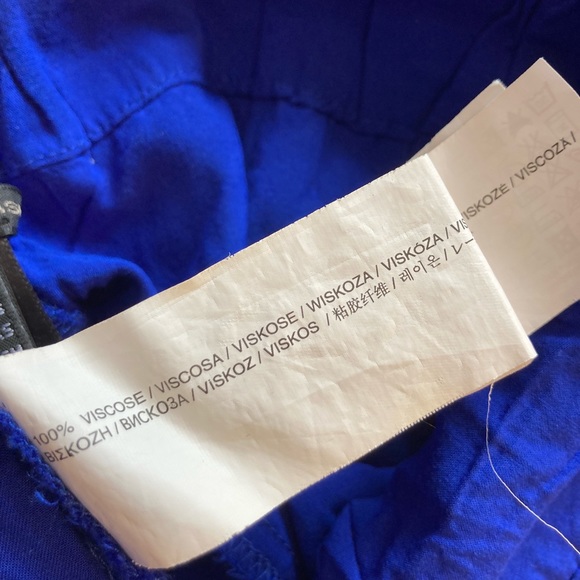 100% VISCOSE / VISCOSA / VISKOSE / WISKOZA / VISKÓZA / VI
ΒΙΣΚΟΖΗ / ВИСКОЗА / VISKOZ / VISKOS / 粘胶纤维 / 레이온 / レー
VISKOZĖ / VISCOZĂ /